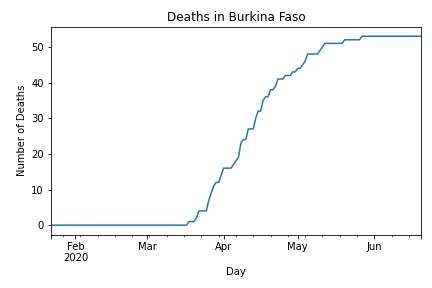 Deaths in Burkina Faso
Number of Deaths
50
40
30
20
10
0
Feb
2020
Mar
Apr
May
Jun
Day